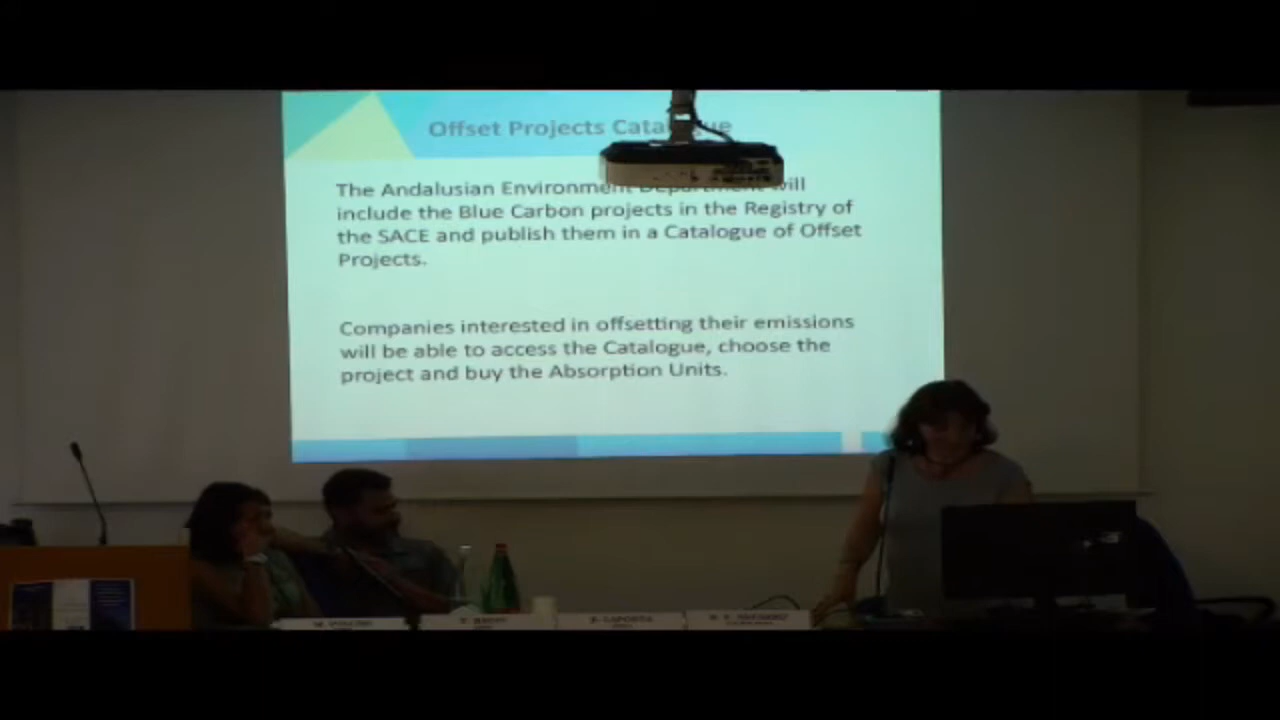 Offset Projects Catalogue
The Andalusian Environment Department will
include the Blue Carbon projects in the Registry of
the SACE and publish them in a Catalogue of Offset
Projects.
Companies interested in offsetting their emissions
will be able to access the Catalogue, choose the
project and buy the Absorption Units.